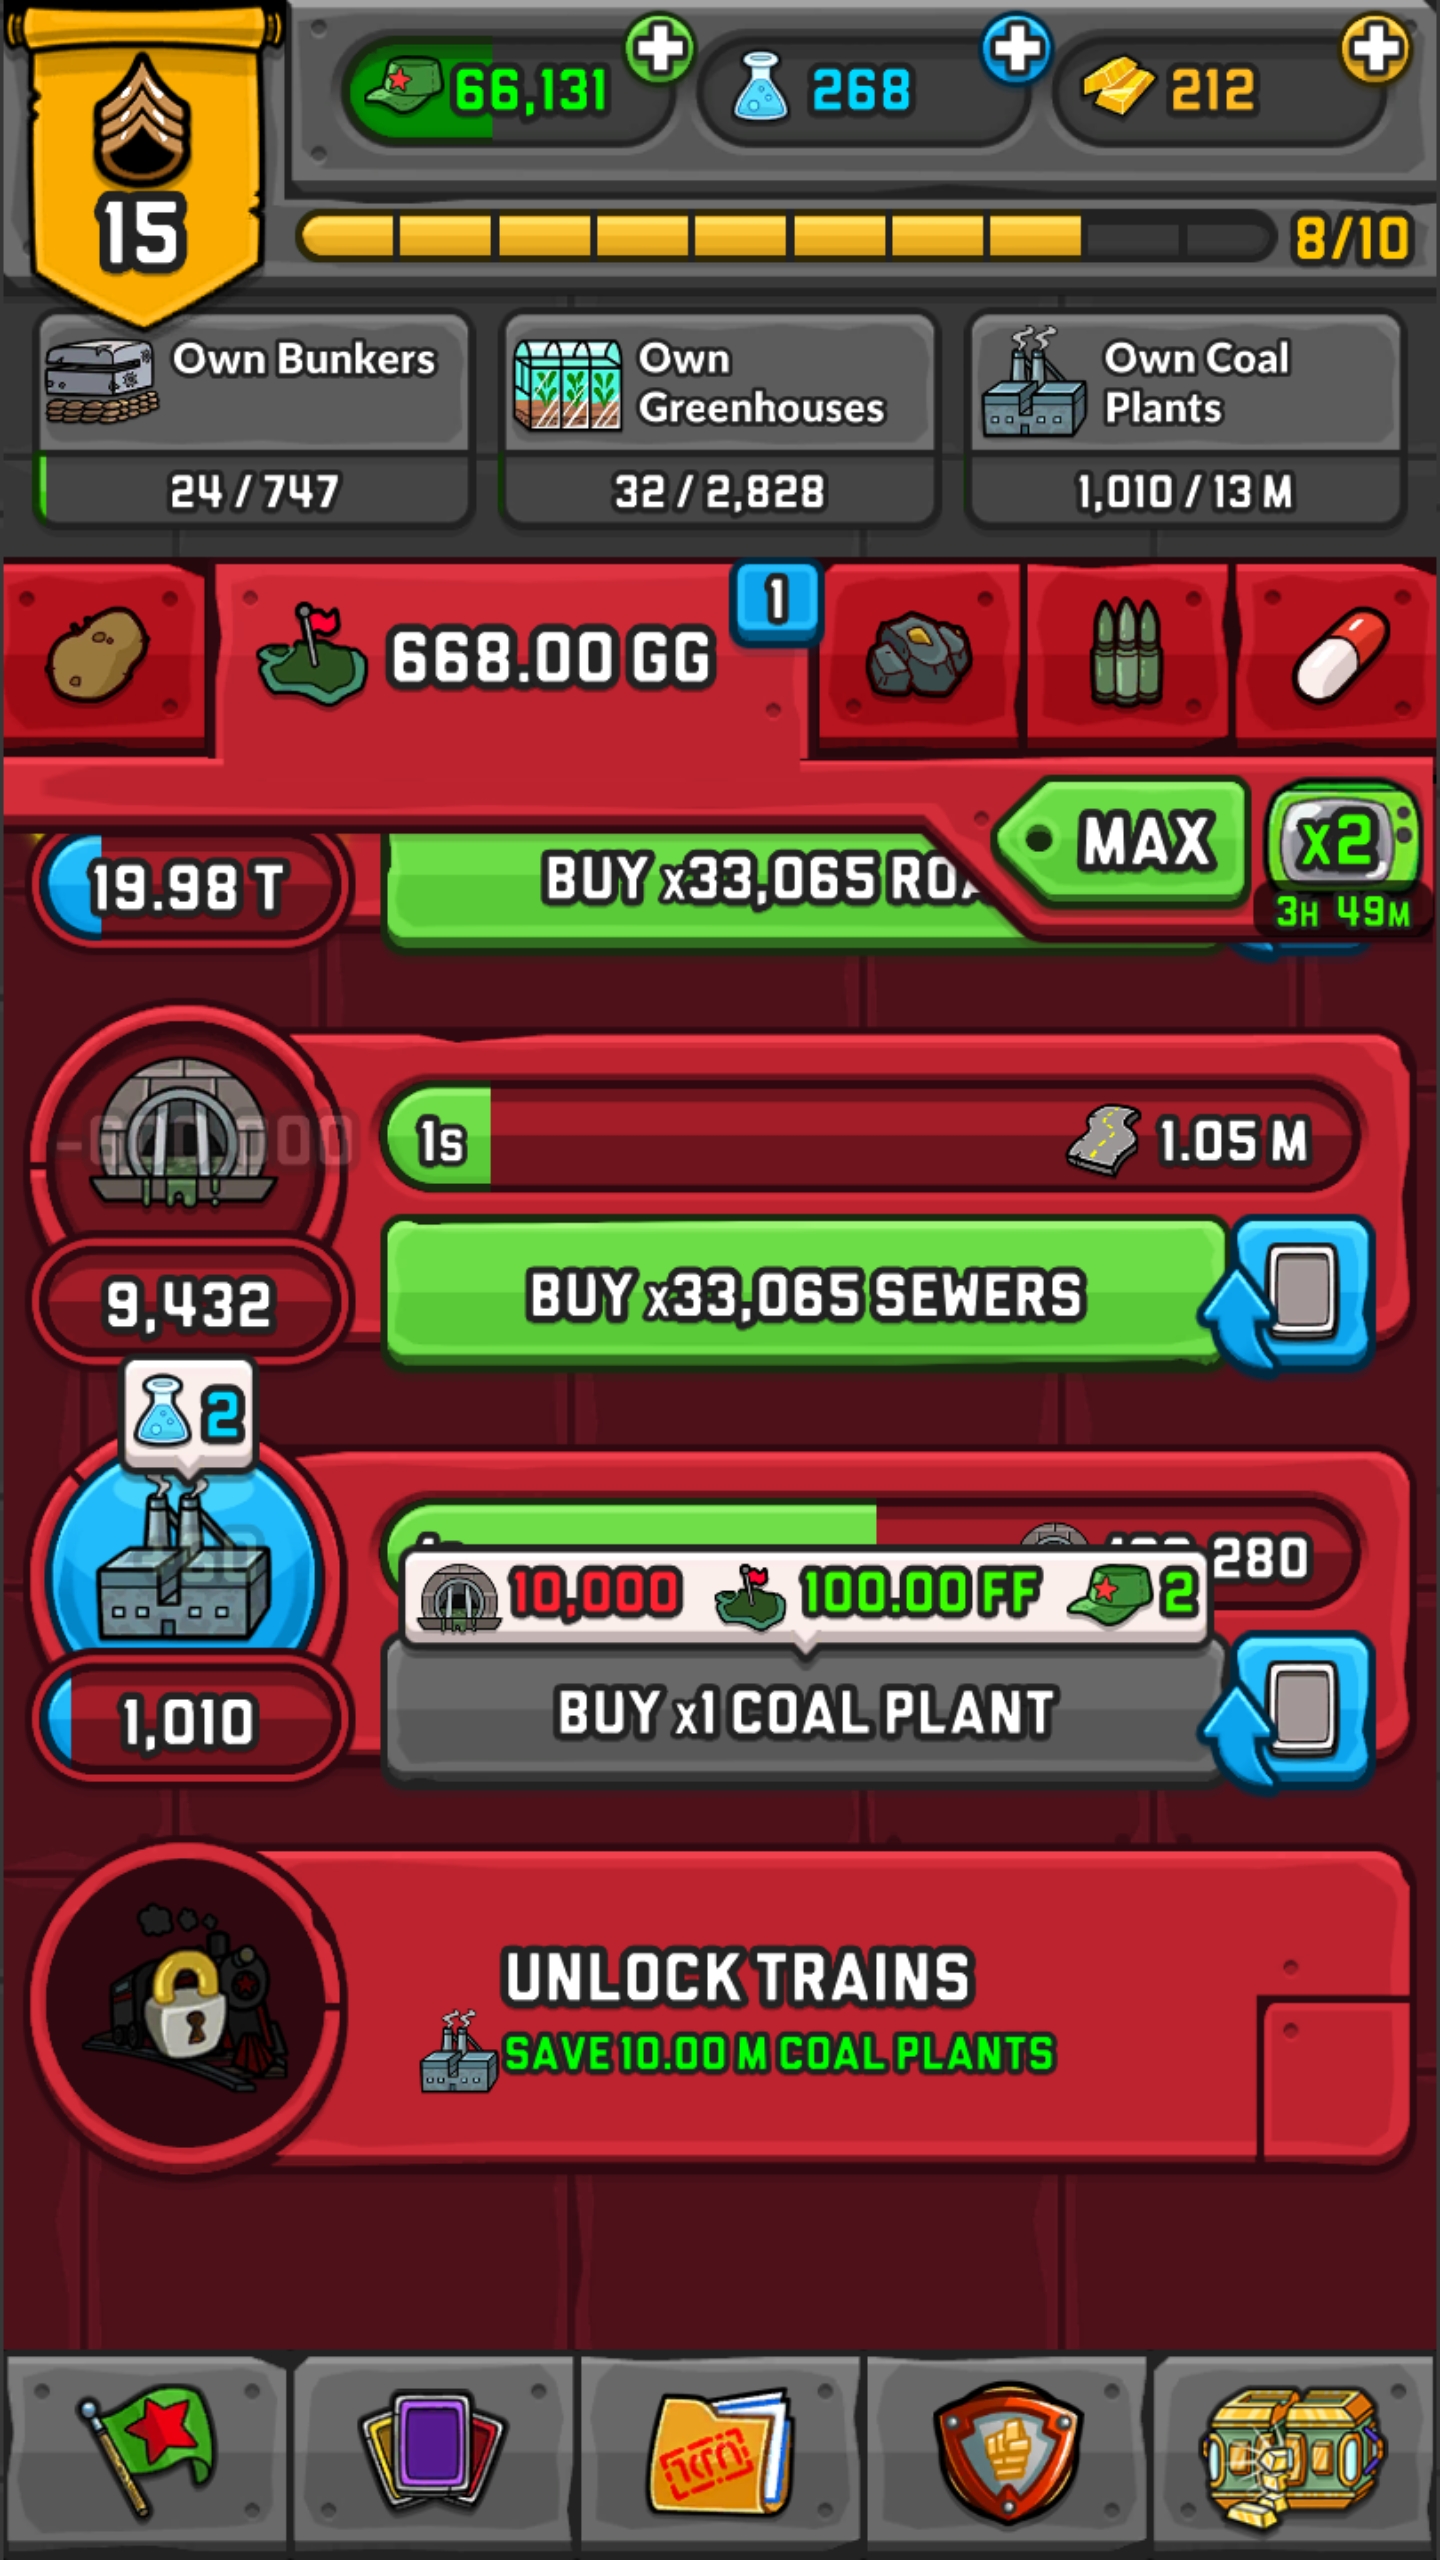 66,131
268
212
15
8/10
Own Bunkers
24 / 747
Own
Greenhouses
32 / 2,828
Own Coal
Plants
1,010 / 13 M
668.00 GG
1
MAX
x2
3H 49M
19.98 T
BUY x33,065
1s
1.05 M
9,432
BUY x33,065 SEWERS
2
280
10,000
100.00 FF
2
1,010
BUY x1 COAL PLANT
UNLOCK TRAINS
SAVE 10.00 M COAL PLANTS